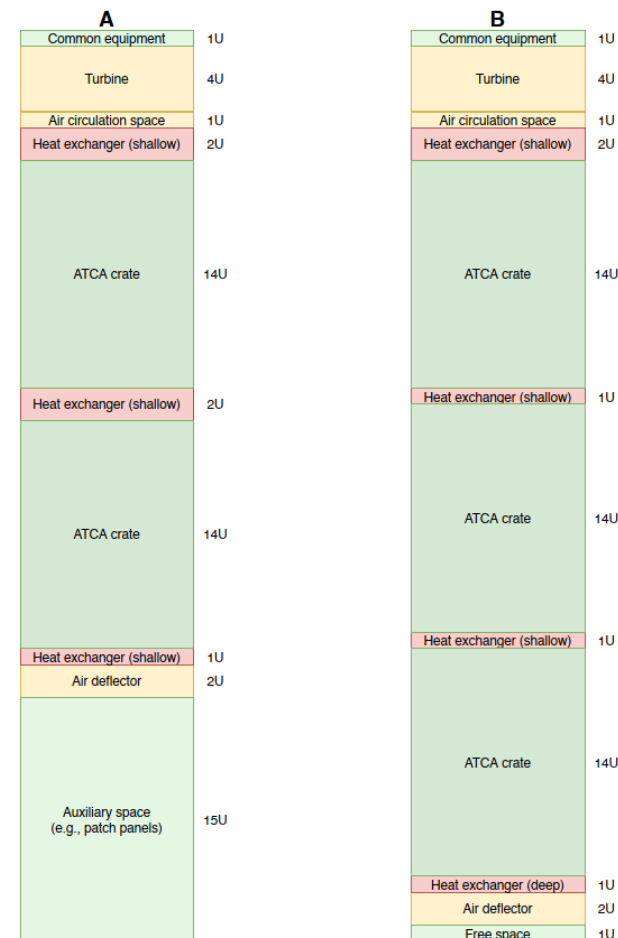 A
Common equipment 1U
Turbine 4U
Air circulation space 1U
Heat exchanger (shallow) 2U
ATCA crate 14U
Heat exchanger (shallow) 2U
ATCA crate 14U
Heat exchanger (shallow) 1U
Air deflector 2U
Auxiliary space
(e.g., patch panels) 15U
B
Common equipment 1U
Turbine 4U
Air circulation space 1U
Heat exchanger (shallow) 2U
ATCA crate 14U
Heat exchanger (shallow) 1U
ATCA crate 14U
Heat exchanger (shallow) 1U
ATCA crate 14U
Heat exchanger (deep) 1U
Air deflector 2U
Free space 1U